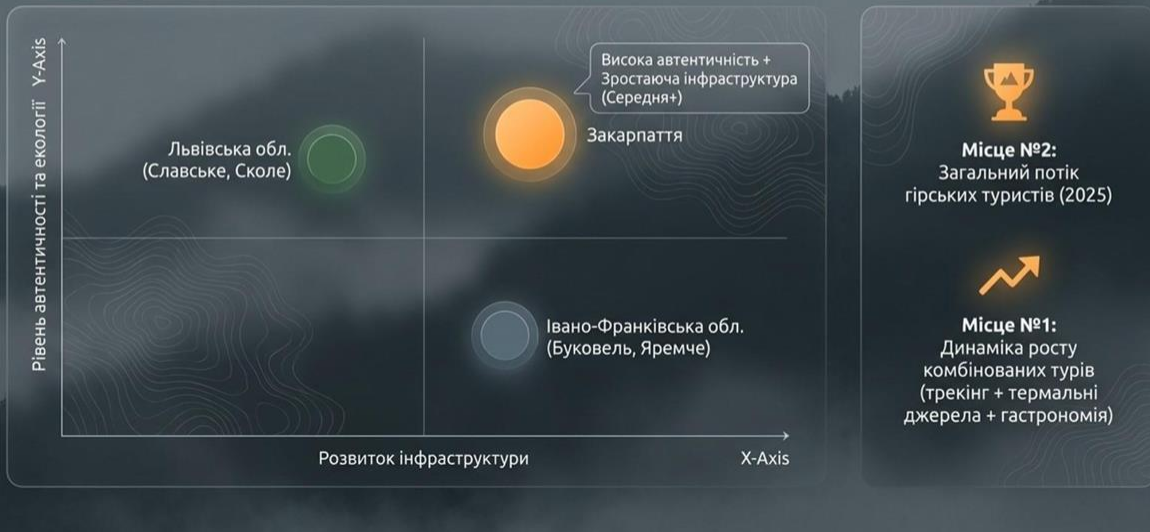 Рівень автентичності та екології Y-Axis
Висока автентичність +
Зростаюча інфраструктура
(Середня+)
Закарпаття
Львівська обл.
(Славське, Сколе)
Івано-Франківська обл.
(Буковель, Яремче)
Розвиток інфраструктури
X-Axis
Місце №2:
Загальний потік
гірських туристів (2025)
Місце №1:
Динаміка росту
комбінованих турів
(трекінг + термальні
джерела + гастрономія)